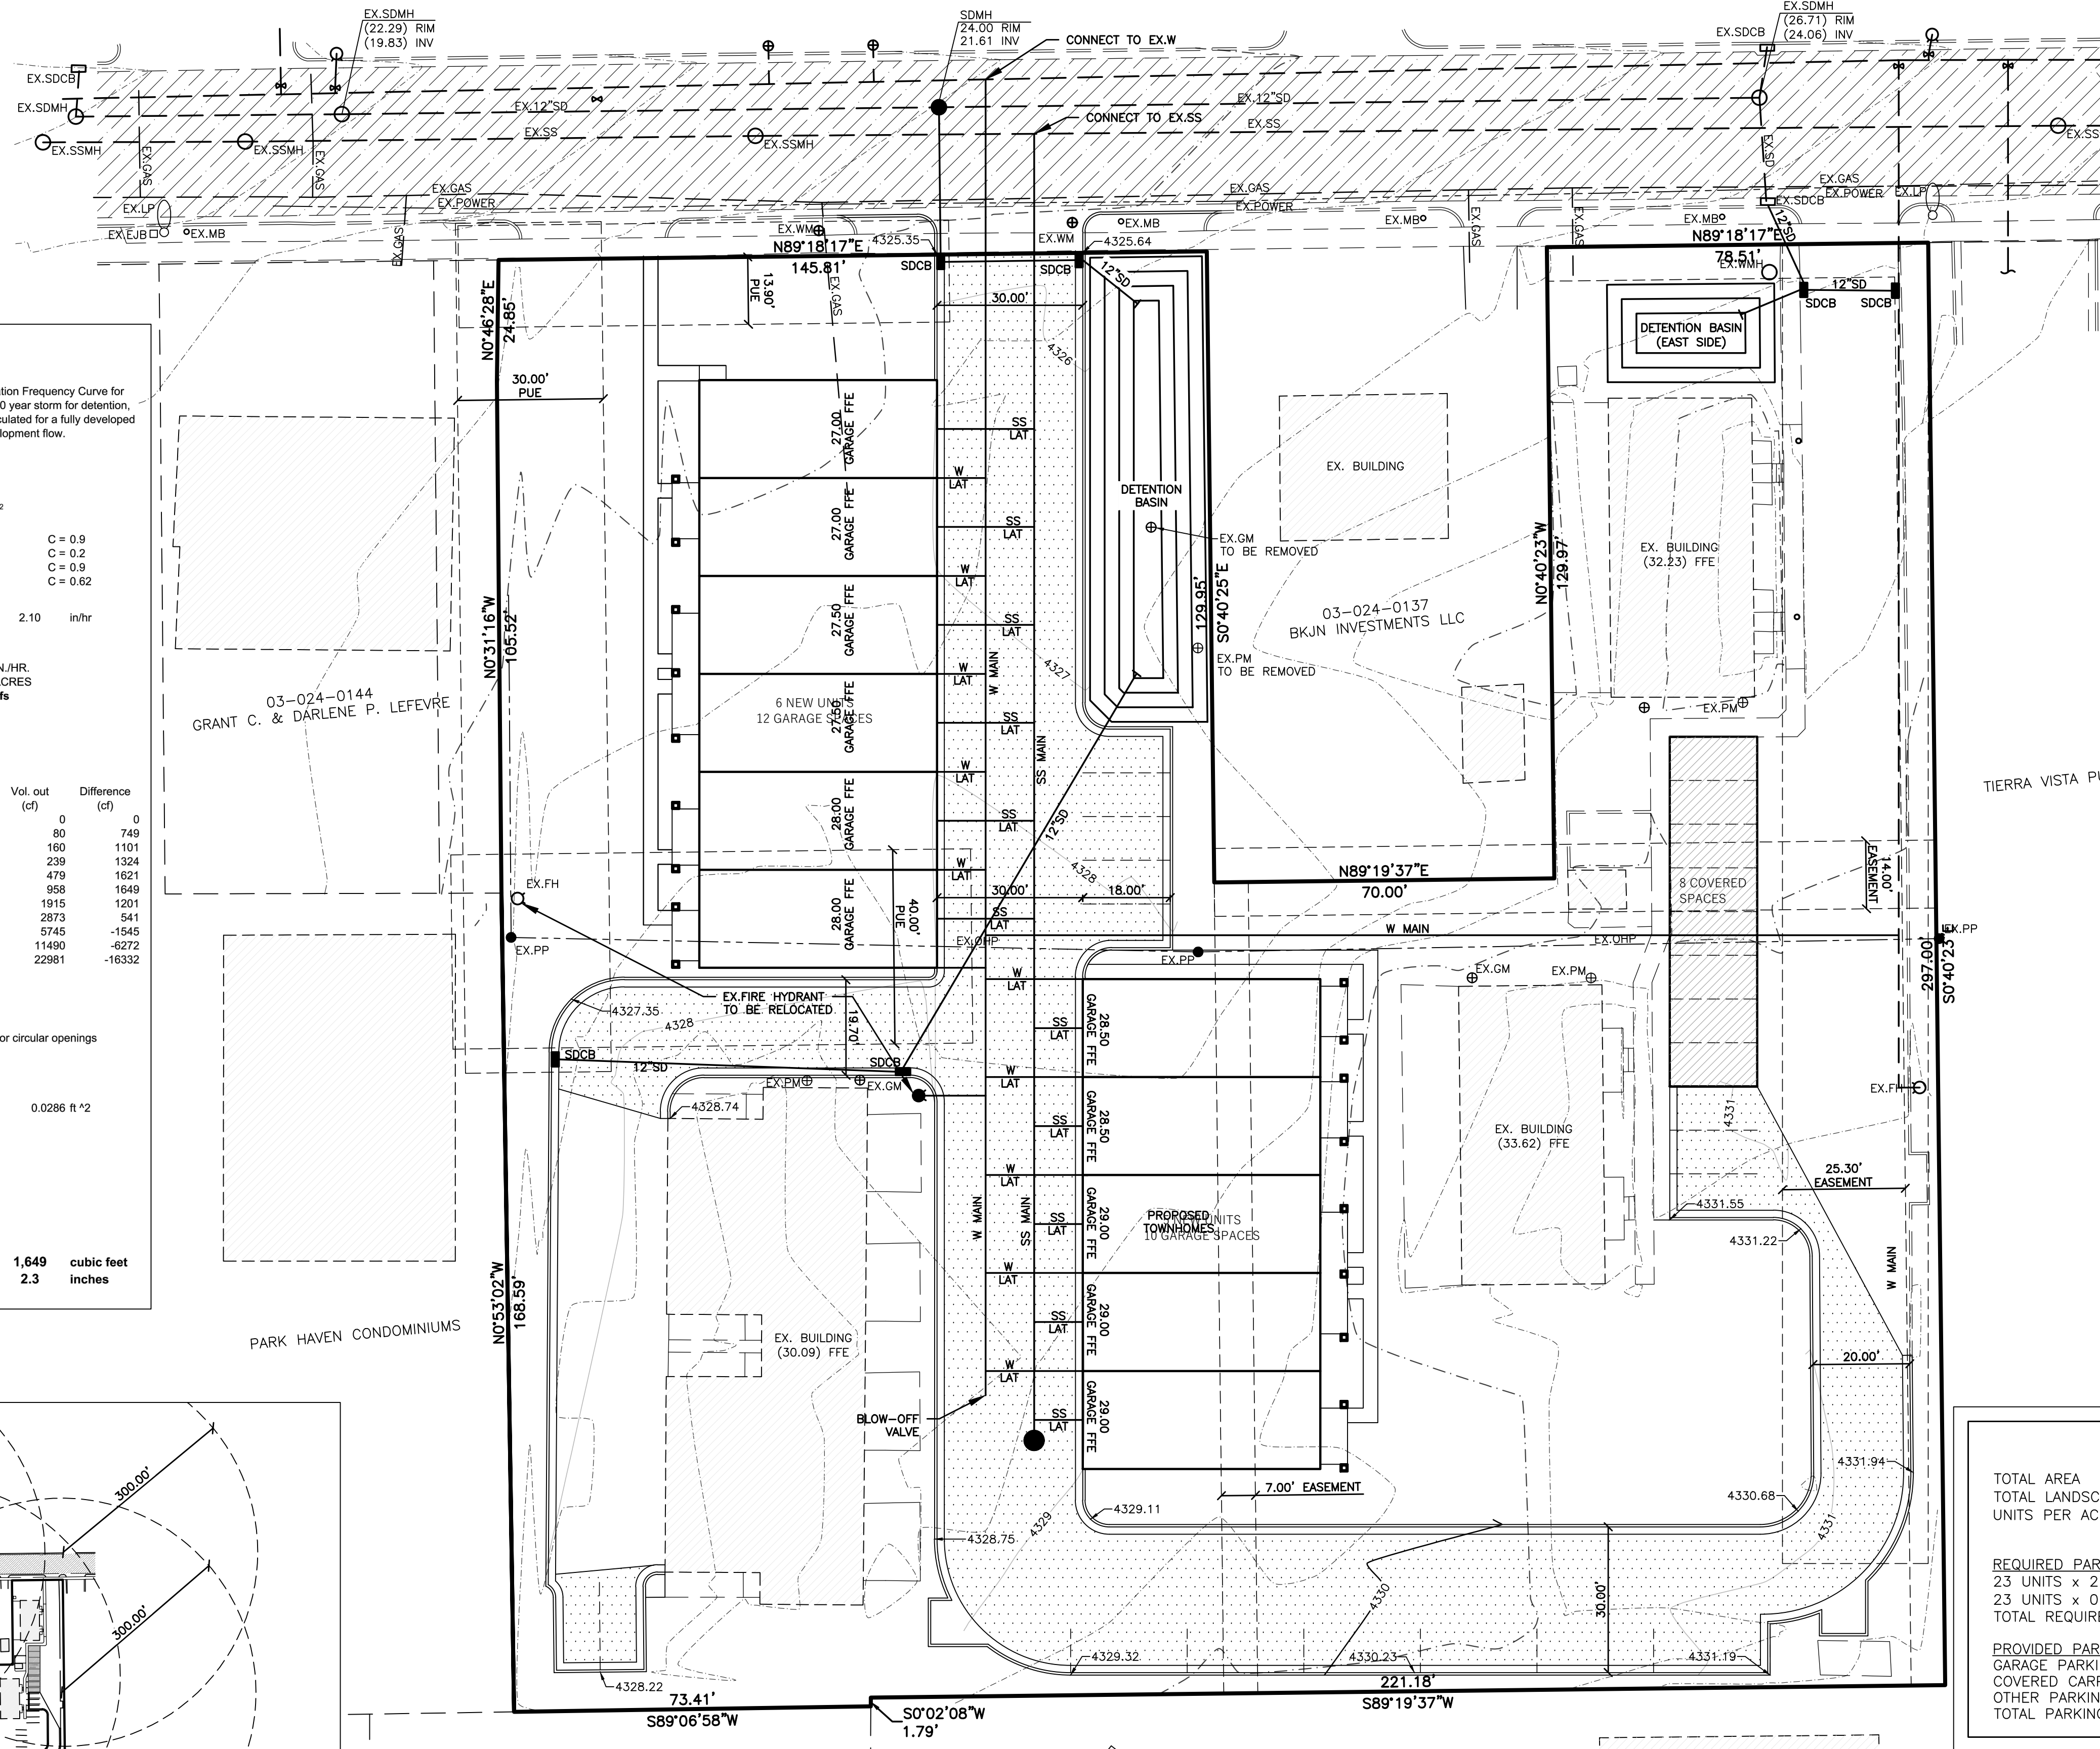 EX.SDMH
(22.29) RIM
(19.83) INV
SDMH
24.00 RIM
21.61 INV
CONNECT TO EX.W
EX.SDMH
(26.71) RIM
(24.06) INV
EX.SDCB
EX.SDCB
EX.SDMH
EX.12"SD
EX.12"SD
EX.SS
EX.SS
CONNECT TO EX.SS
EX.SSMH
EX.SSMH
EX.SSMH
EX.SS
EX.GAS
EX.GAS
EX.SD
EX.GAS
EX.POWER
EX.GAS
EX.POWER
EX.GAS
EX.POWER
EX.LP
EX.LP
EX.SDCB
EX.EJB
EX.MB
EX.GAS
EX.WM
EX.WM
EX.MB
EX.MB
EX.GAS
EX.GAS
EX.MB
12"SD
4325.35
4325.64
N89°18'17"E
145.81'
N89°18'17"E
78.51'
EX.WMH
SDCB
SDCB
12"SD
12"SD
SDCB
SDCB
N0°46'28"E
24.85'
13.90'
PUE
EX.GAS
30.00'
4326
DETENTION BASIN
(EAST SIDE)
30.00'
PUE
ation Frequency Curve for
0 year storm for detention,
culated for a fully developed
lopment flow.
2
C = 0.9
C = 0.2
C = 0.9
C = 0.62
2.10 in/hr
N./HR.
ACRES
fs
27.00
GARAGE FFE
27.00
GARAGE FFE
27.50
GARAGE FFE
27.50
GARAGE FFE
28.00
GARAGE FFE
28.00
GARAGE FFE
6 NEW UNITS
12 GARAGE SPACES
SS
LAT
W
LAT
SS
LAT
W
LAT
SS
LAT
W
LAT
SS
LAT
W
LAT
SS
LAT
W
LAT
SS
LAT
W MAIN
SS MAIN
DETENTION
BASIN
EX.GM
TO BE REMOVED
EX.PM
TO BE REMOVED
129.95'
S0°40'25"E
EX. BUILDING
03-024-0137
BKJN INVESTMENTS LLC
N0°40'23"W
129.97'
EX. BUILDING
(32.23) FFE
EX.PM
N0°31'16"W
105.52'
03-024-0144
GRANT C. & DARLENE P. LEFEVRE
4327
12"SD
4328
TIERRA VISTA PU
Vol. out Difference
(cf) (cf)
0 0
80 749
160 1101
239 1324
479 1621
958 1649
1915 1201
2873 541
5745 -1545
11490 -6272
22981 -16332
N89°19'37"E
70.00'
8 COVERED
SPACES
14.00'
EASEMENT
EX.FH
30.00'
18.00'
40.00'
PUE
EX.PP
EX.OHP
W MAIN
EX.OHP
EX.PP
EX.PP
297.00'
S0°40'23"E
EX.GM
EX.PM
EX.FIRE HYDRANT
TO BE RELOCATED
19.70'
4327.35
4328
or circular openings
SDCB
12"SD
SDCB
EX.PM
EX.GM
4328.74
0.0286 ft ^2
EX.FH
4331
W
LAT
SS
LAT
W
LAT
SS
LAT
W
LAT
SS
LAT
W
LAT
SS
LAT
W
LAT
SS
LAT
28.50
GARAGE FFE
28.50
GARAGE FFE
29.00
GARAGE FFE
29.00
GARAGE FFE
29.00
GARAGE FFE
EX. BUILDING
(33.62) FFE
25.30'
EASEMENT
4331.55
4331.22
W MAIN
SS MAIN
PROPOSED
TOWNHOMES
UNITS
10 GARAGE SPACES
W MAIN
1,649 cubic feet
2.3 inches
N0°53'02"W
168.59'
PARK HAVEN CONDOMINIUMS
EX. BUILDING
(30.09) FFE
20.00'
BLOW-OFF
VALVE
300.00'
300.00'
7.00' EASEMENT
4331.94
4330.68
4331
4329.11
4329
4328.75
4330
30.00'
4328.22
4329.32
4330.23
4331.19
221.18'
S89°19'37"W
73.41'
S89°06'58"W
S0°02'08"W
1.79'
TOTAL AREA
TOTAL LANDSC
UNITS PER AC
REQUIRED PAR
23 UNITS x 2
23 UNITS x 0
TOTAL REQUIRE
PROVIDED PAR
GARAGE PARKI
COVERED CARP
OTHER PARKIN
TOTAL PARKING